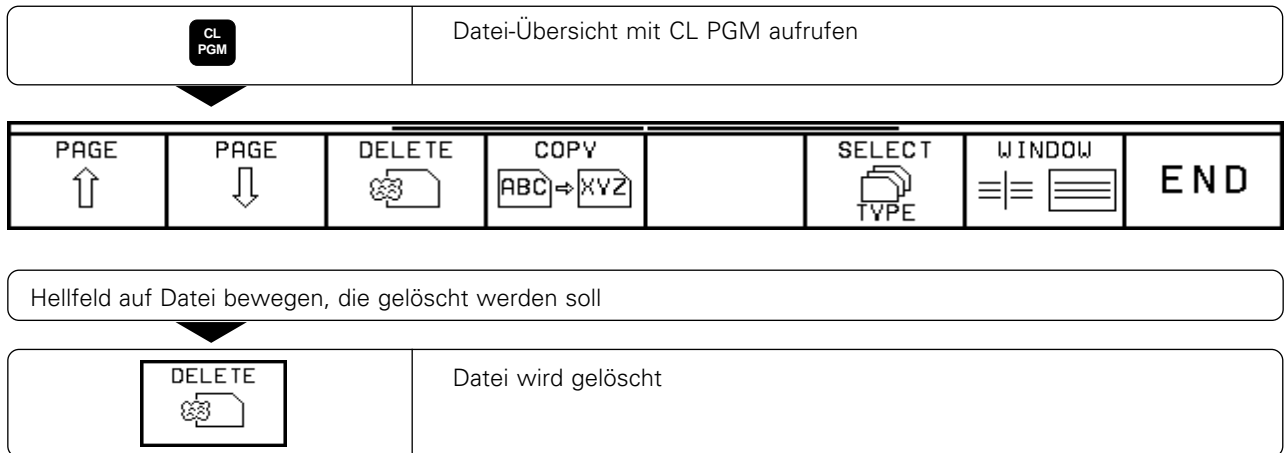 CL
PGM
Datei-Übersicht mit CL PGM aufrufen
PAGE PAGE DELETE COPY SELECT WINDOW
ABC XYZ END
TYPE
Hellfeld auf Datei bewegen, die gelöscht werden soll
DELETE
Datei wird gelöscht